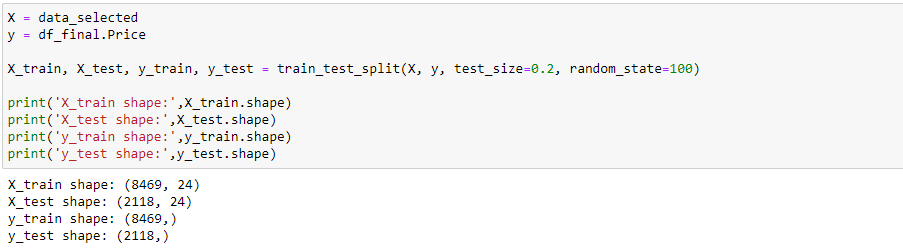 X = data_selected
y = df_final.Price
X_train, X_test, y_train, y_test = train_test_split(X, y, test_size=0.2, random_state=100)
print('X_train shape:',X_train.shape)
print('X_test shape:',X_test.shape)
print('y_train shape:',y_train.shape)
print('y_test shape:',y_test.shape)
X_train shape: (8469, 24)
X_test shape: (2118, 24)
y_train shape: (8469,)
y_test shape: (2118,)